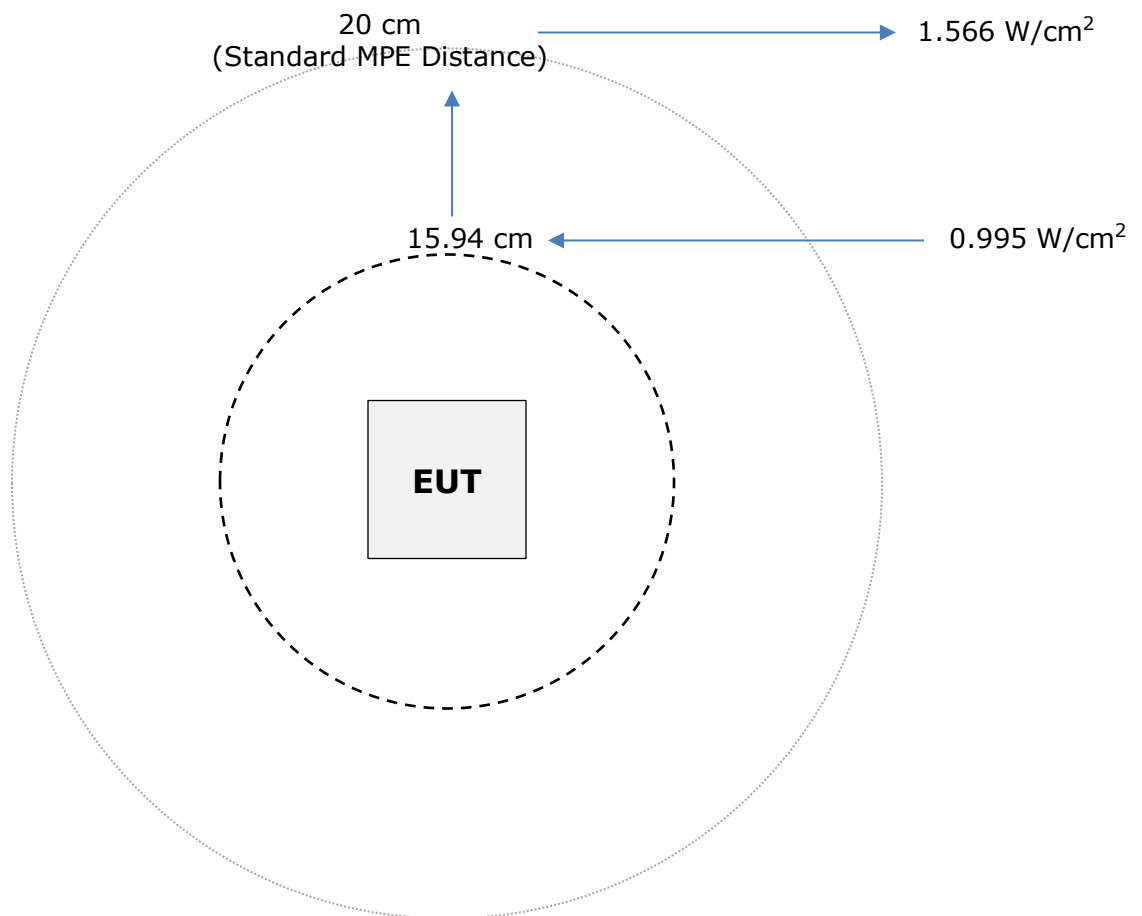 20 cm
(Standard MPE Distance)
1.566 W/cm²
15.94 cm
0.995 W/cm²
EUT